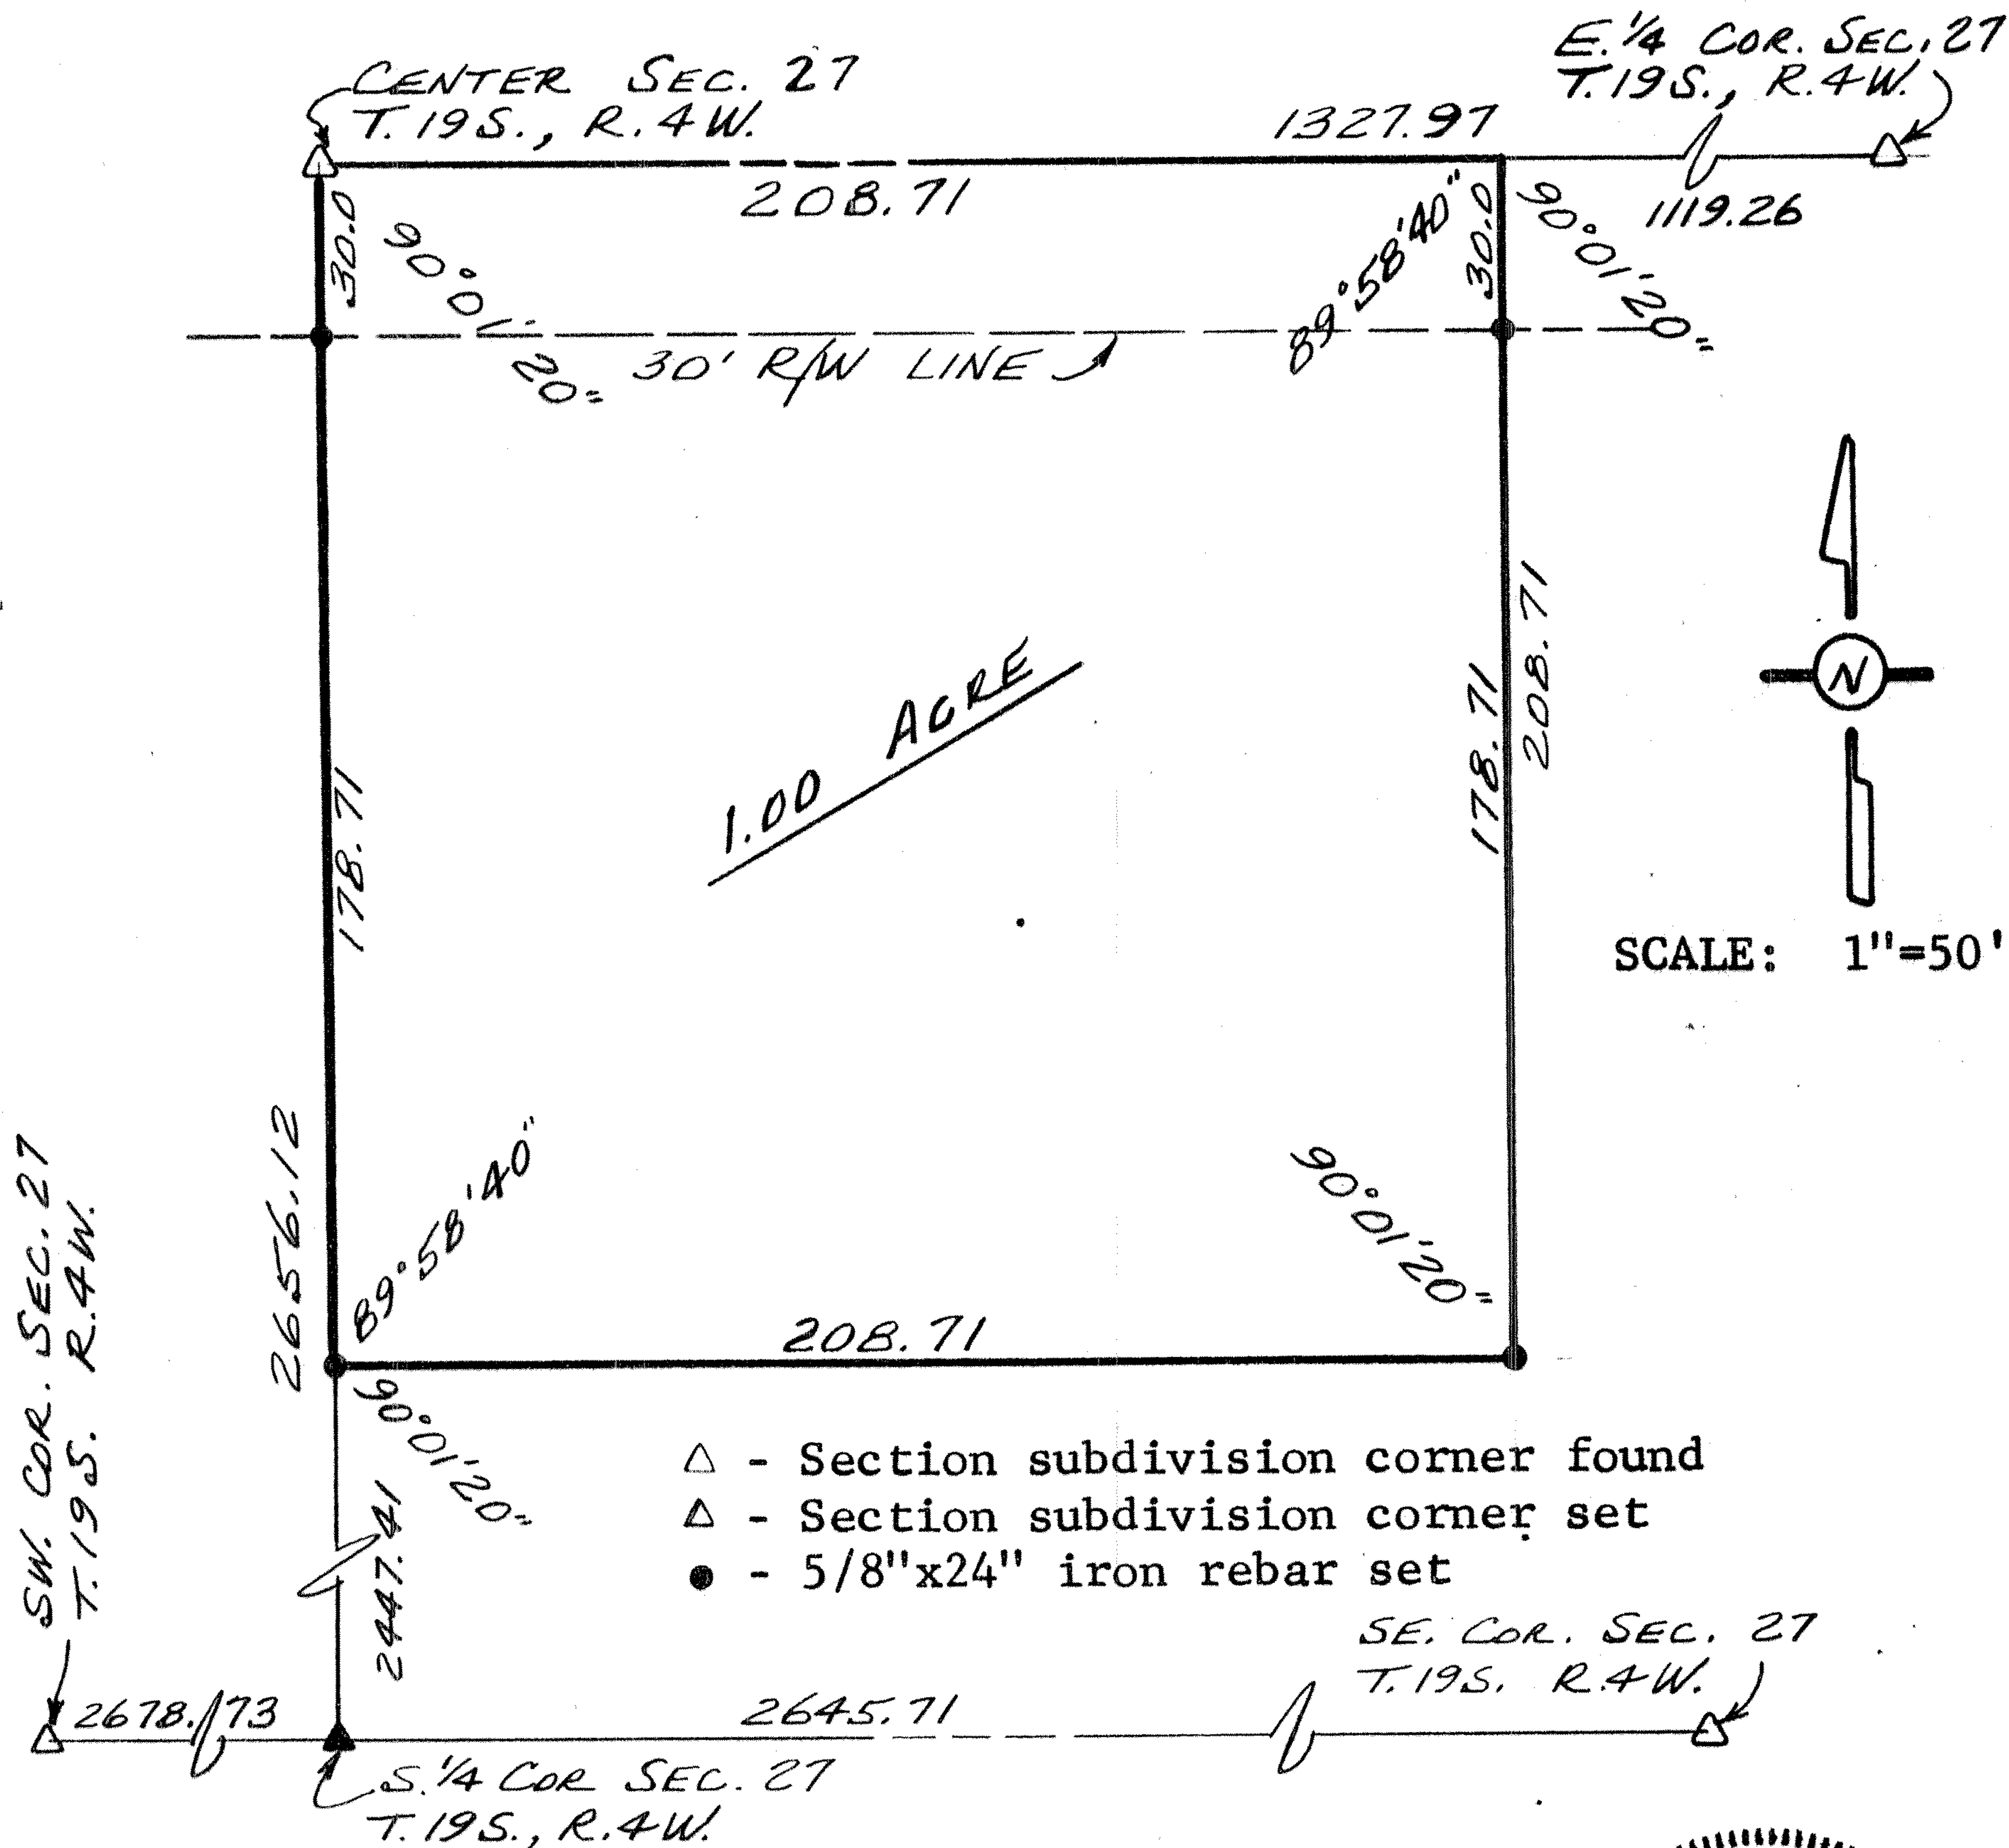 CENTER SEC. 27
T. 19S., R. 4W.
E. 1/4 COR. SEC. 27
T. 19S., R. 4W.
1327.97
208.71
1119.26
30.0
90°01'20"
89°58'40"
30.0
90°01'20"
30' R/W LINE
N
SCALE: 1"=50'
1.00 ACRE
178.71
178.71
208.71
2656.12
89°58'40"
90°01'20"
208.71
90°01'20"
2447.41
△ - Section subdivision corner found
▲ - Section subdivision corner set
● - 5/8"x24" iron rebar set
SW. COR. SEC. 27
T. 19S. R. 4W.
SE. COR. SEC. 27
T. 19S. R. 4W.
2678.73
2645.71
S. 1/4 COR SEC. 27
T. 19S., R. 4W.